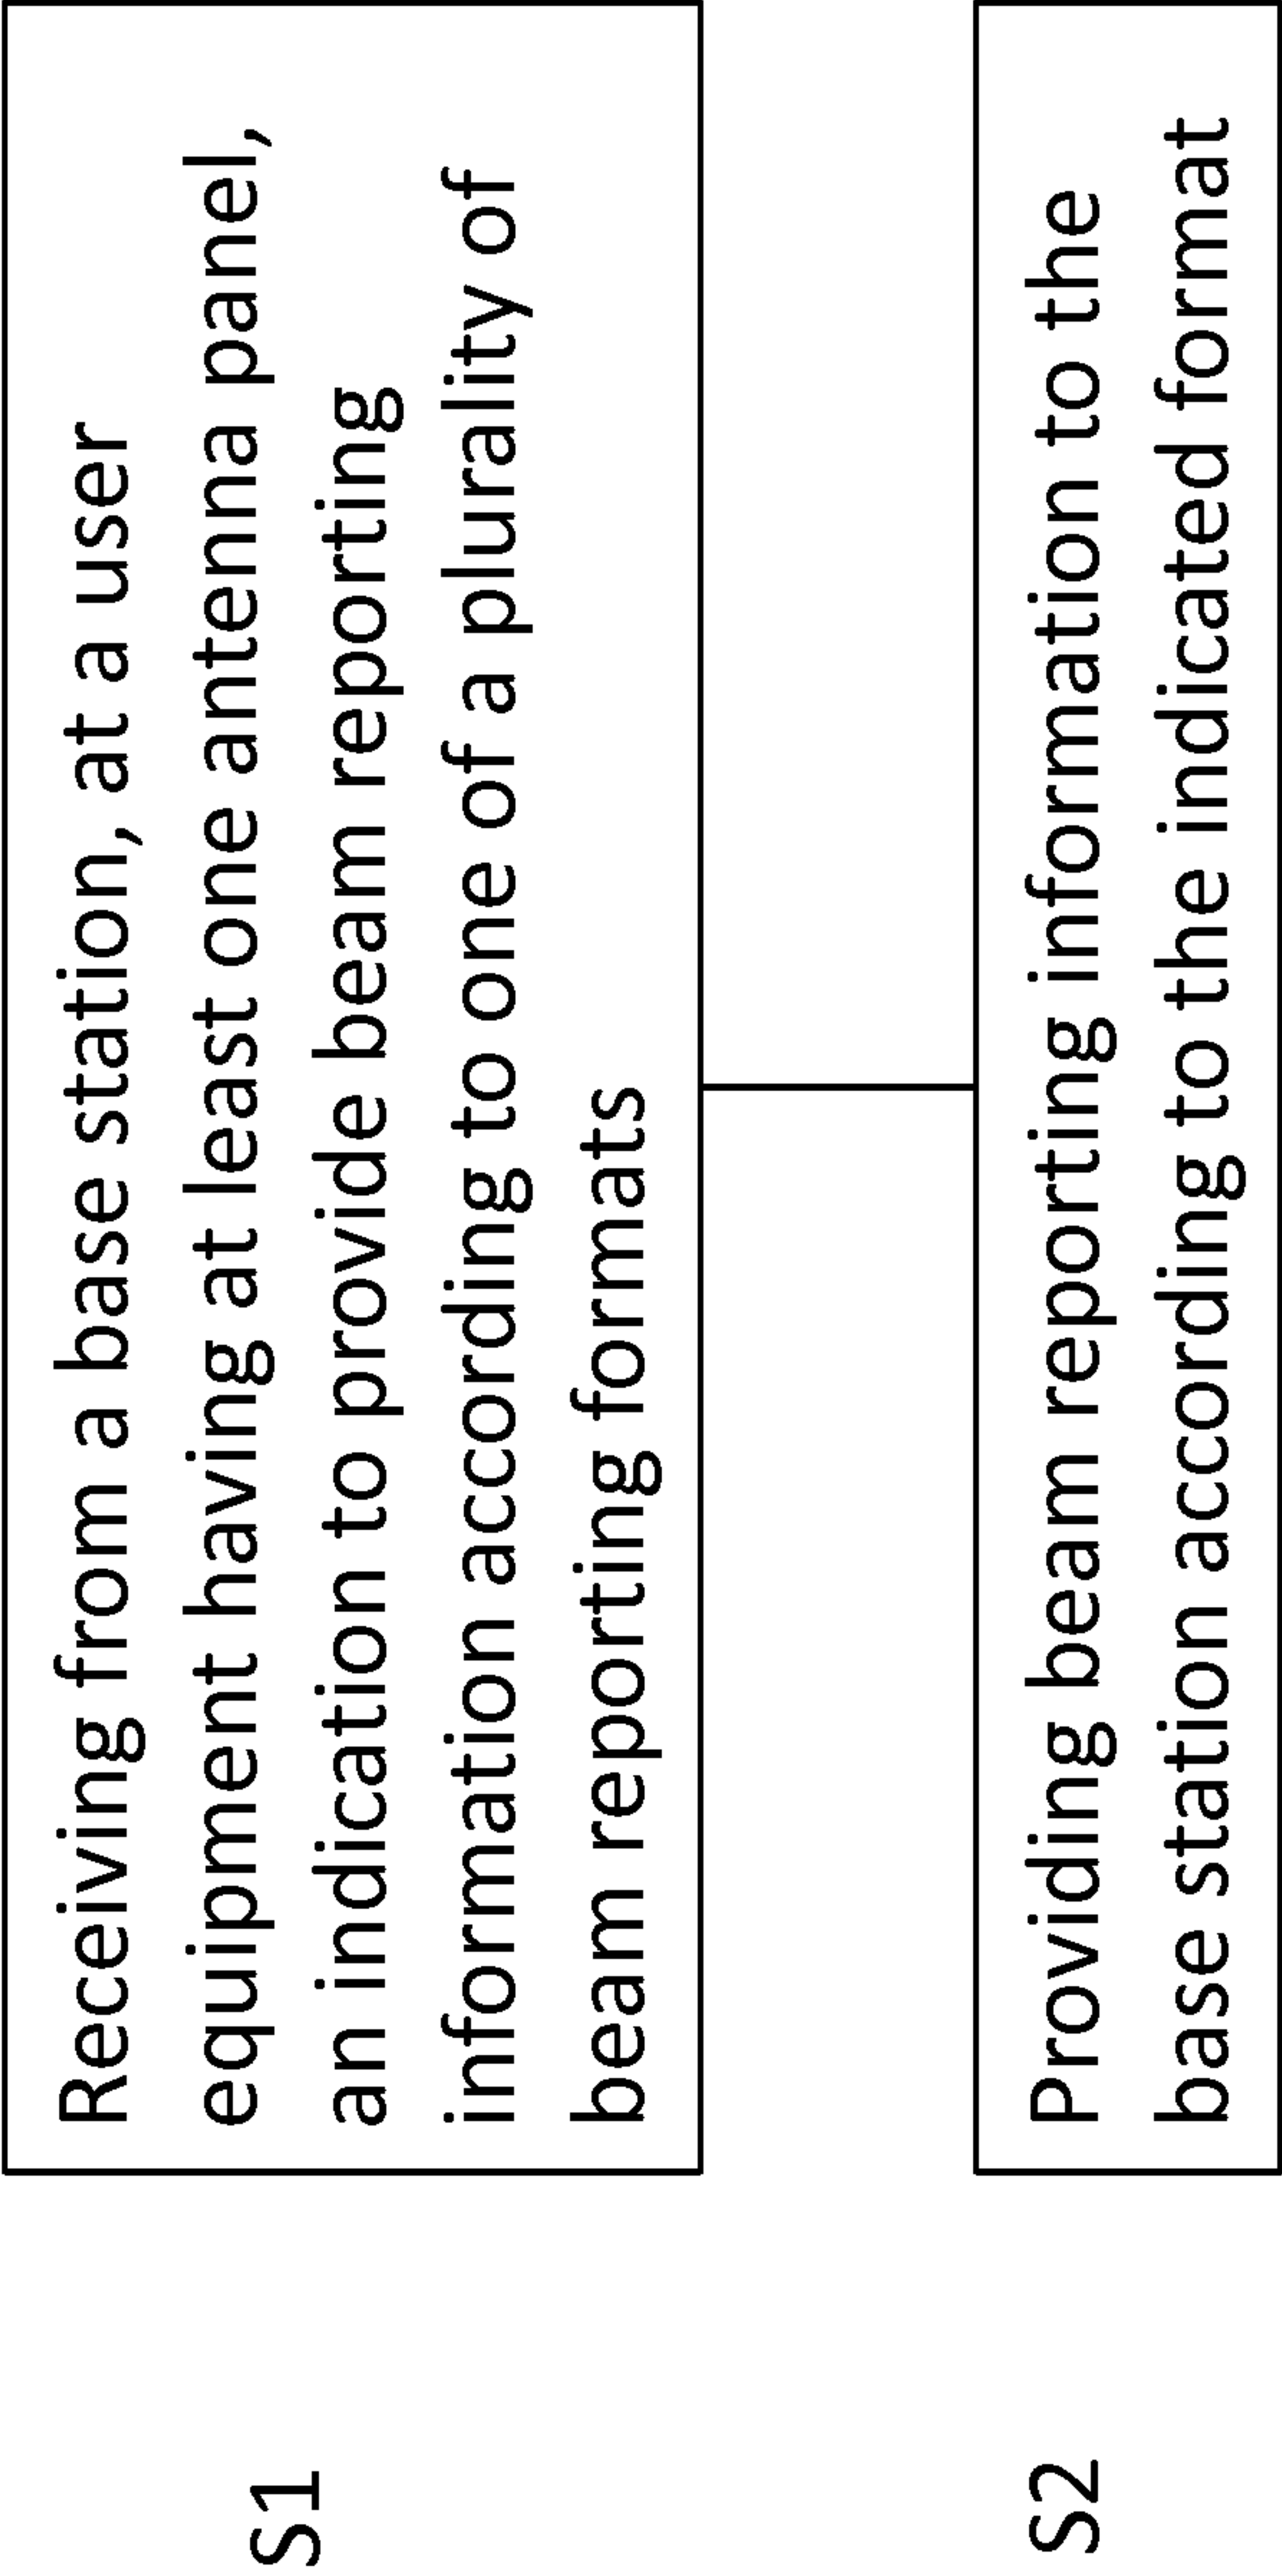 S1
Receiving from a base station, at a user
equipment having at least one antenna panel,
an indication to provide beam reporting
information according to one of a plurality of
beam reporting formats
S2
Providing beam reporting information to the
base station according to the indicated format